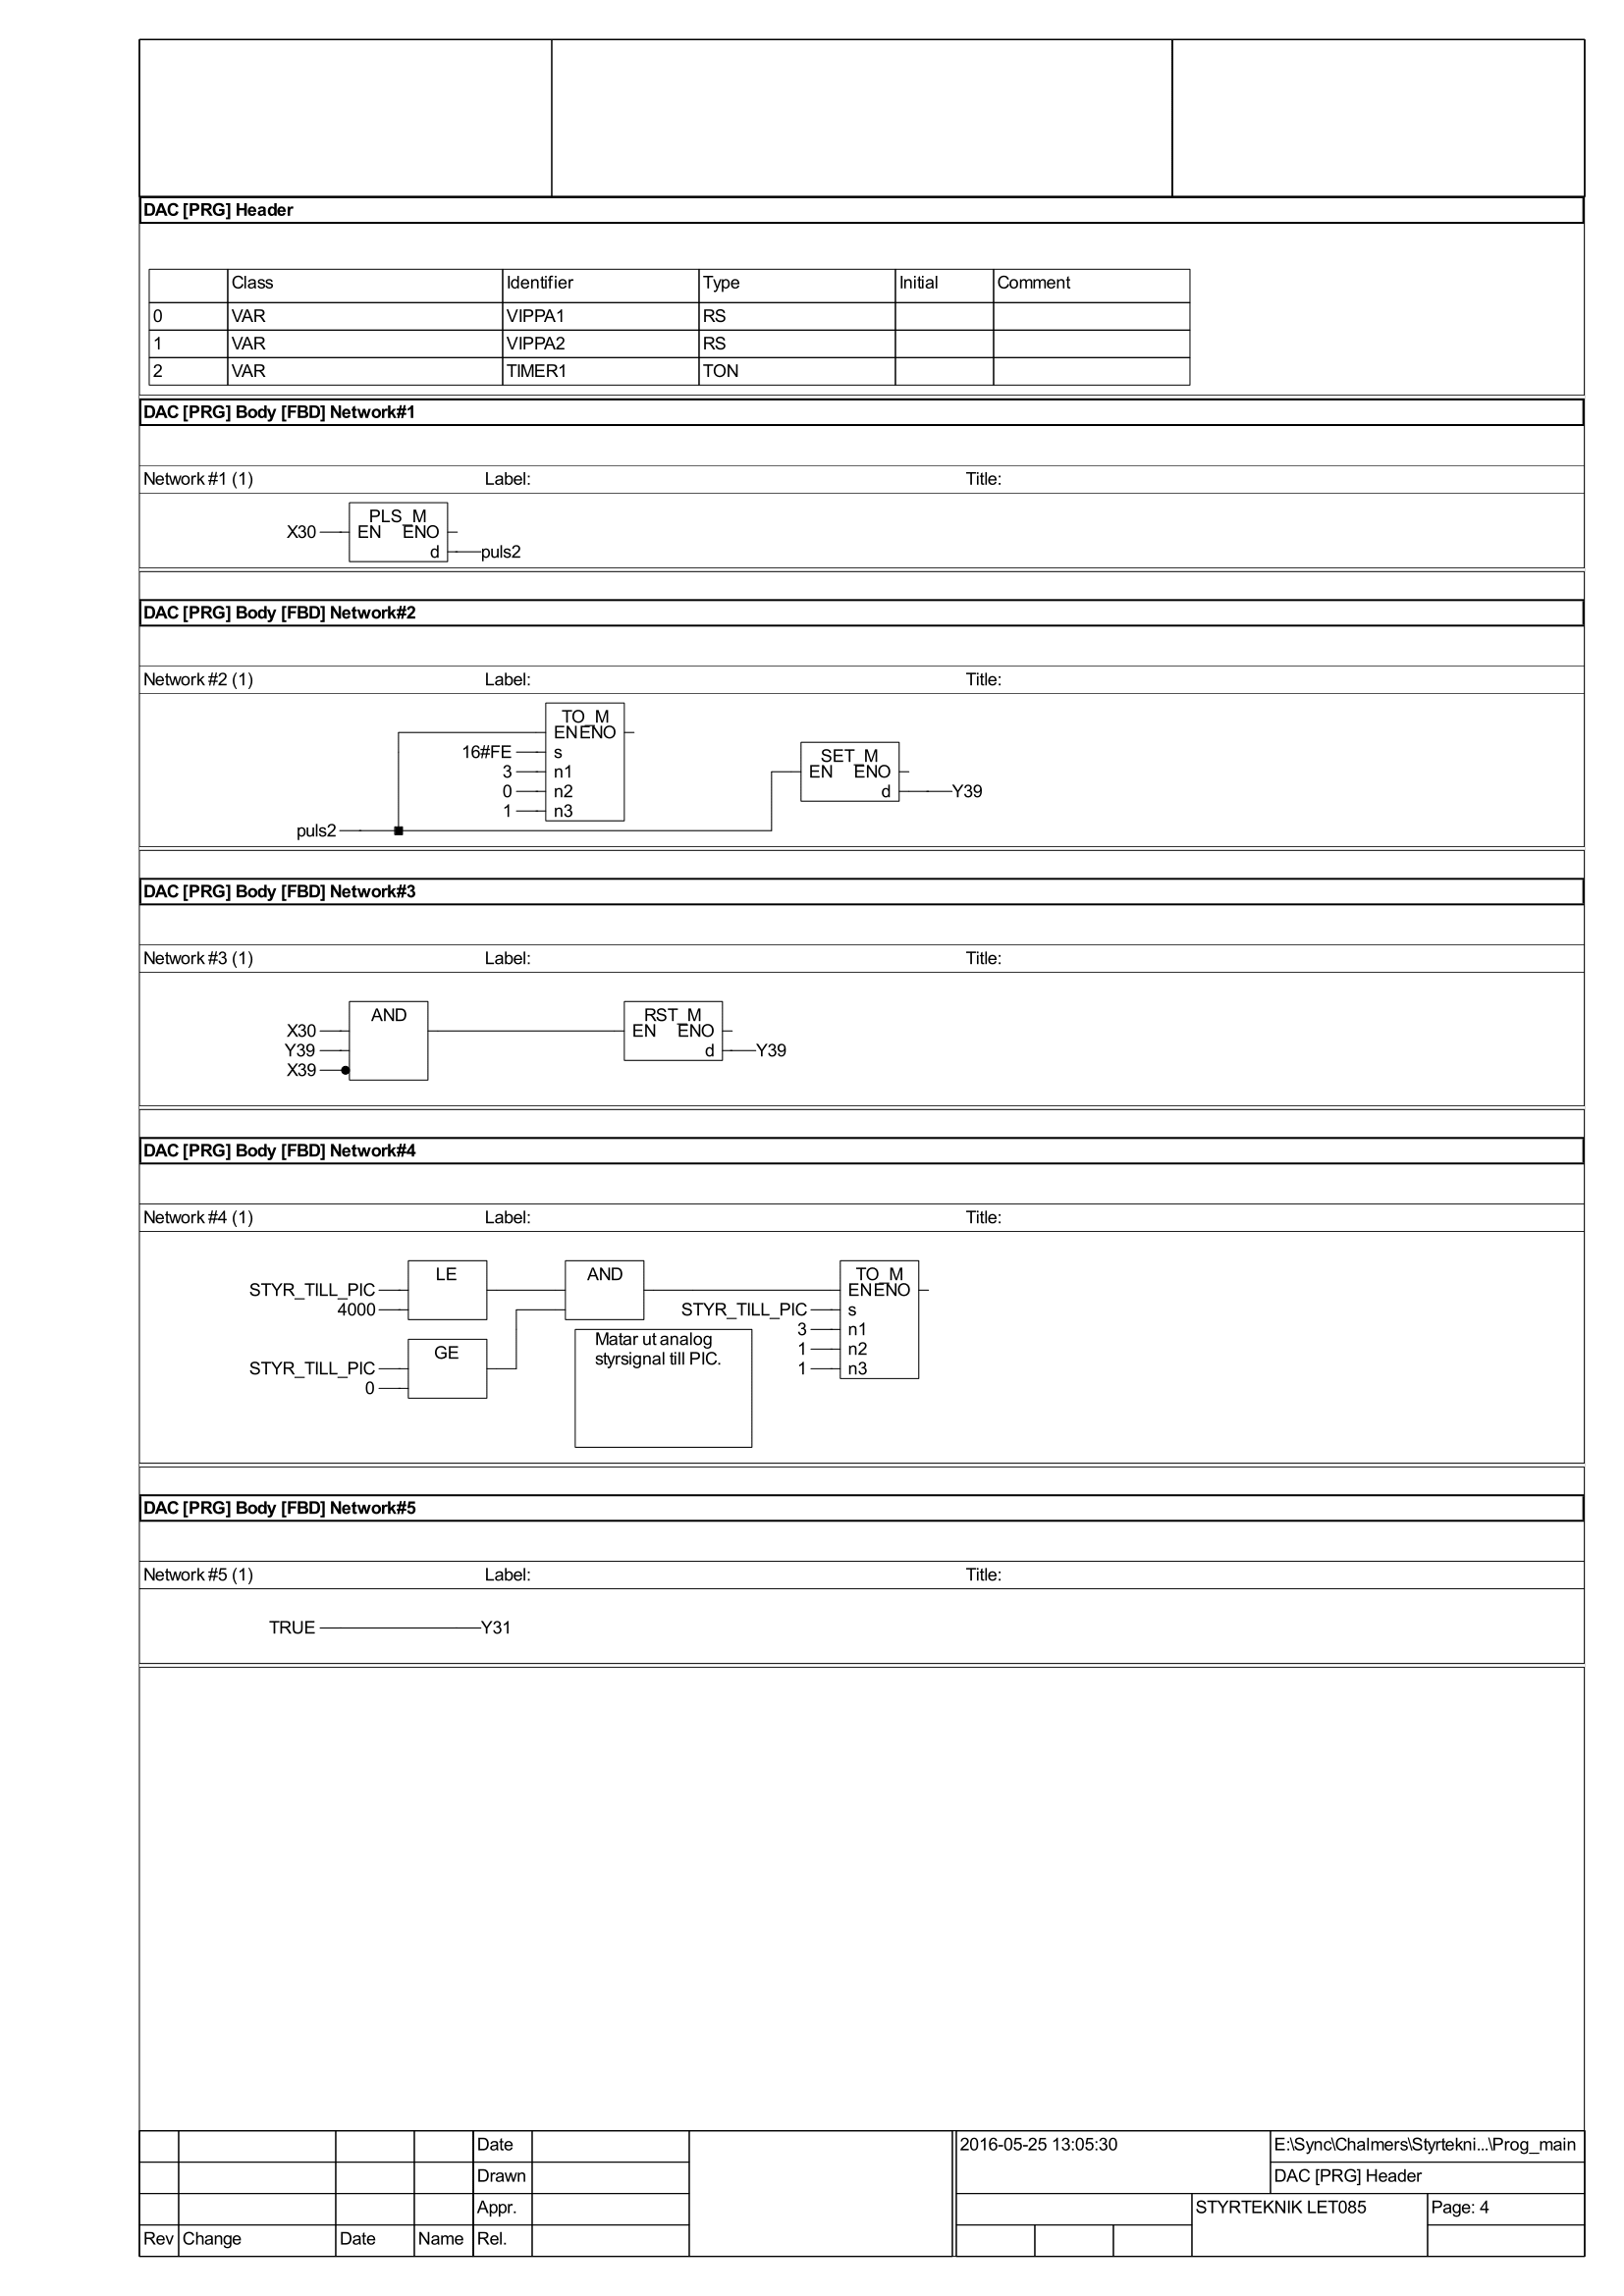 DAC [PRG] Header
Class Identifier Type Initial Comment
0 VAR VIPPA1 RS
1 VAR VIPPA2 RS
2 VAR TIMER1 TON
DAC [PRG] Body [FBD] Network#1
Network #1 (1) Label: Title:
PLS_M
X30 EN ENO
d puls2
DAC [PRG] Body [FBD] Network#2
Network #2 (1) Label: Title:
TO_M
EN ENO
16#FE s
SET_M
3 n1 EN ENO
0 n2 d Y39
1 n3
puls2
DAC [PRG] Body [FBD] Network#3
Network #3 (1) Label: Title:
AND RST_M
X30 EN ENO
Y39 d Y39
X39
DAC [PRG] Body [FBD] Network#4
Network #4 (1) Label: Title:
LE AND TO_M
STYR_TILL_PIC EN ENO
4000 STYR_TILL_PIC s
3 n1
Matar ut analog
styrsignal till PIC.
GE 1 n2
STYR_TILL_PIC 1 n3
0
DAC [PRG] Body [FBD] Network#5
Network #5 (1) Label: Title:
TRUE Y31
Date 2016-05-25 13:05:30 E:\Sync\Chalmers\Styrtekni...\Prog_main
Drawn DAC [PRG] Header
Appr. STYRTEKNIK LET085 Page: 4
Rev Change Date Name Rel.